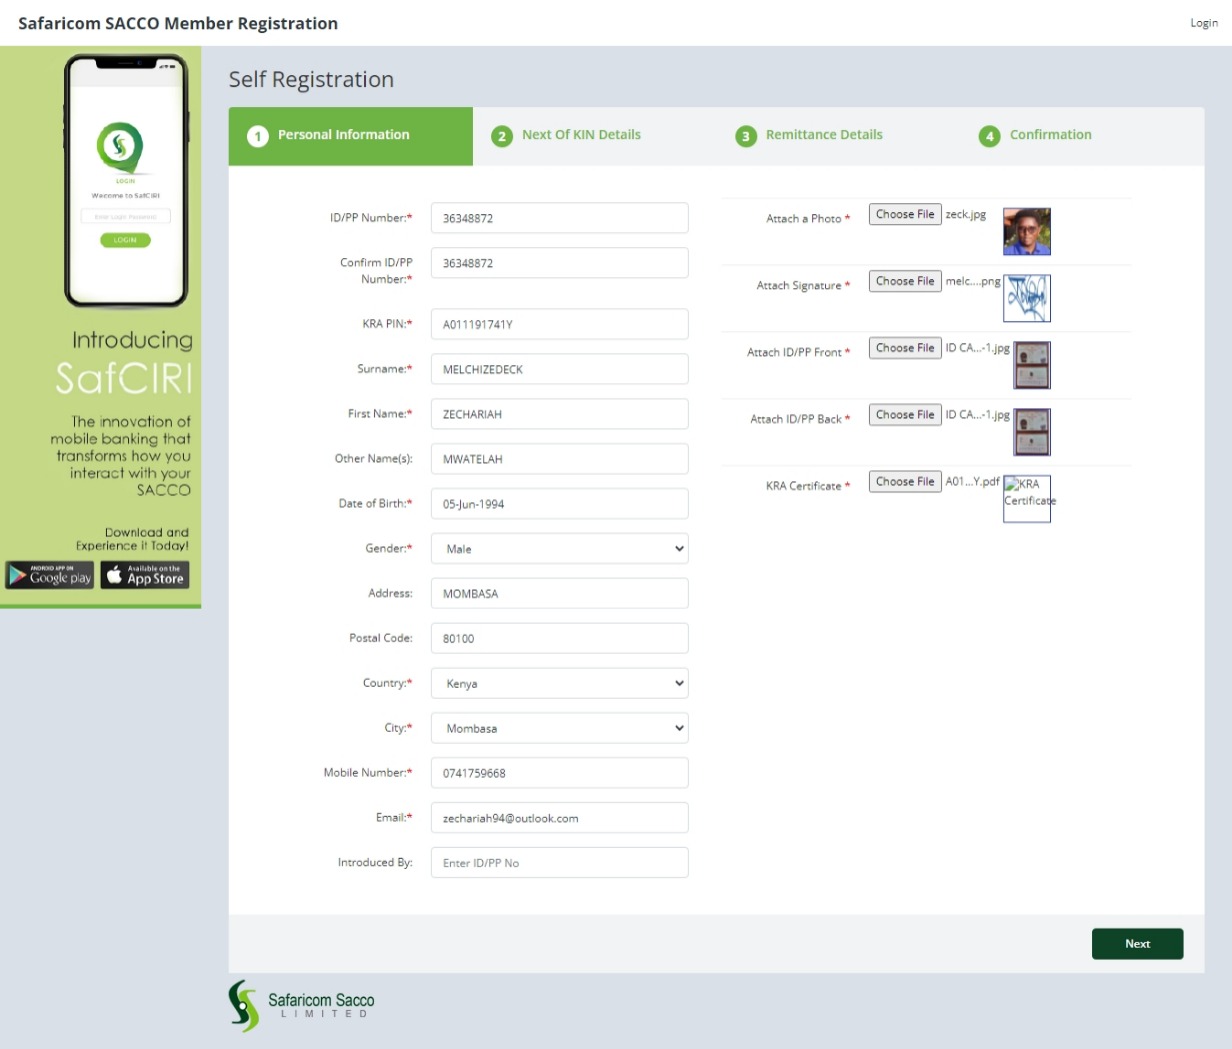 Safaricom SACCO Member Registration
Login
LOGIN
Welcome to SafCIRI
Enter Login Password
LOGIN
Introducing
SafCIRI
The innovation of
mobile banking that
transforms how you
interact with your
SACCO
Download and
Experience it Today!
ANDROID APP ON
Google play
Available on the
App Store
Self Registration
1 Personal Information
2 Next Of KIN Details
3 Remittance Details
4 Confirmation
ID/PP Number:* 36348872
Confirm ID/PP
Number:* 36348872
KRA PIN:* A011191741Y
Surname:* MELCHIZEDECK
First Name:* ZECHARIAH
Other Name(s): MWATELAH
Date of Birth:* 05-Jun-1994
Gender:* Male
Address: MOMBASA
Postal Code: 80100
Country:* Kenya
City:* Mombasa
Mobile Number:* 0741759668
Email:* zechariah94@outlook.com
Introduced By: Enter ID/PP No
Attach a Photo * Choose File zeck.jpg
Attach Signature * Choose File melc....png
Attach ID/PP Front * Choose File ID CA...-1.jpg
Attach ID/PP Back * Choose File ID CA...-1.jpg
KRA Certificate * Choose File A01...Y.pdf KRA
Certificate
Next
Safaricom Sacco
LIMITED